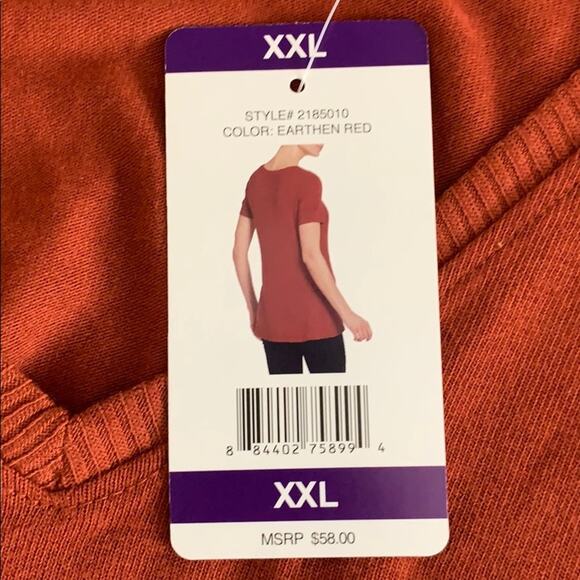 XXL
STYLE# 2185010
COLOR: EARTHEN RED
8 84402 75899 4
XXL
MSRP $58.00